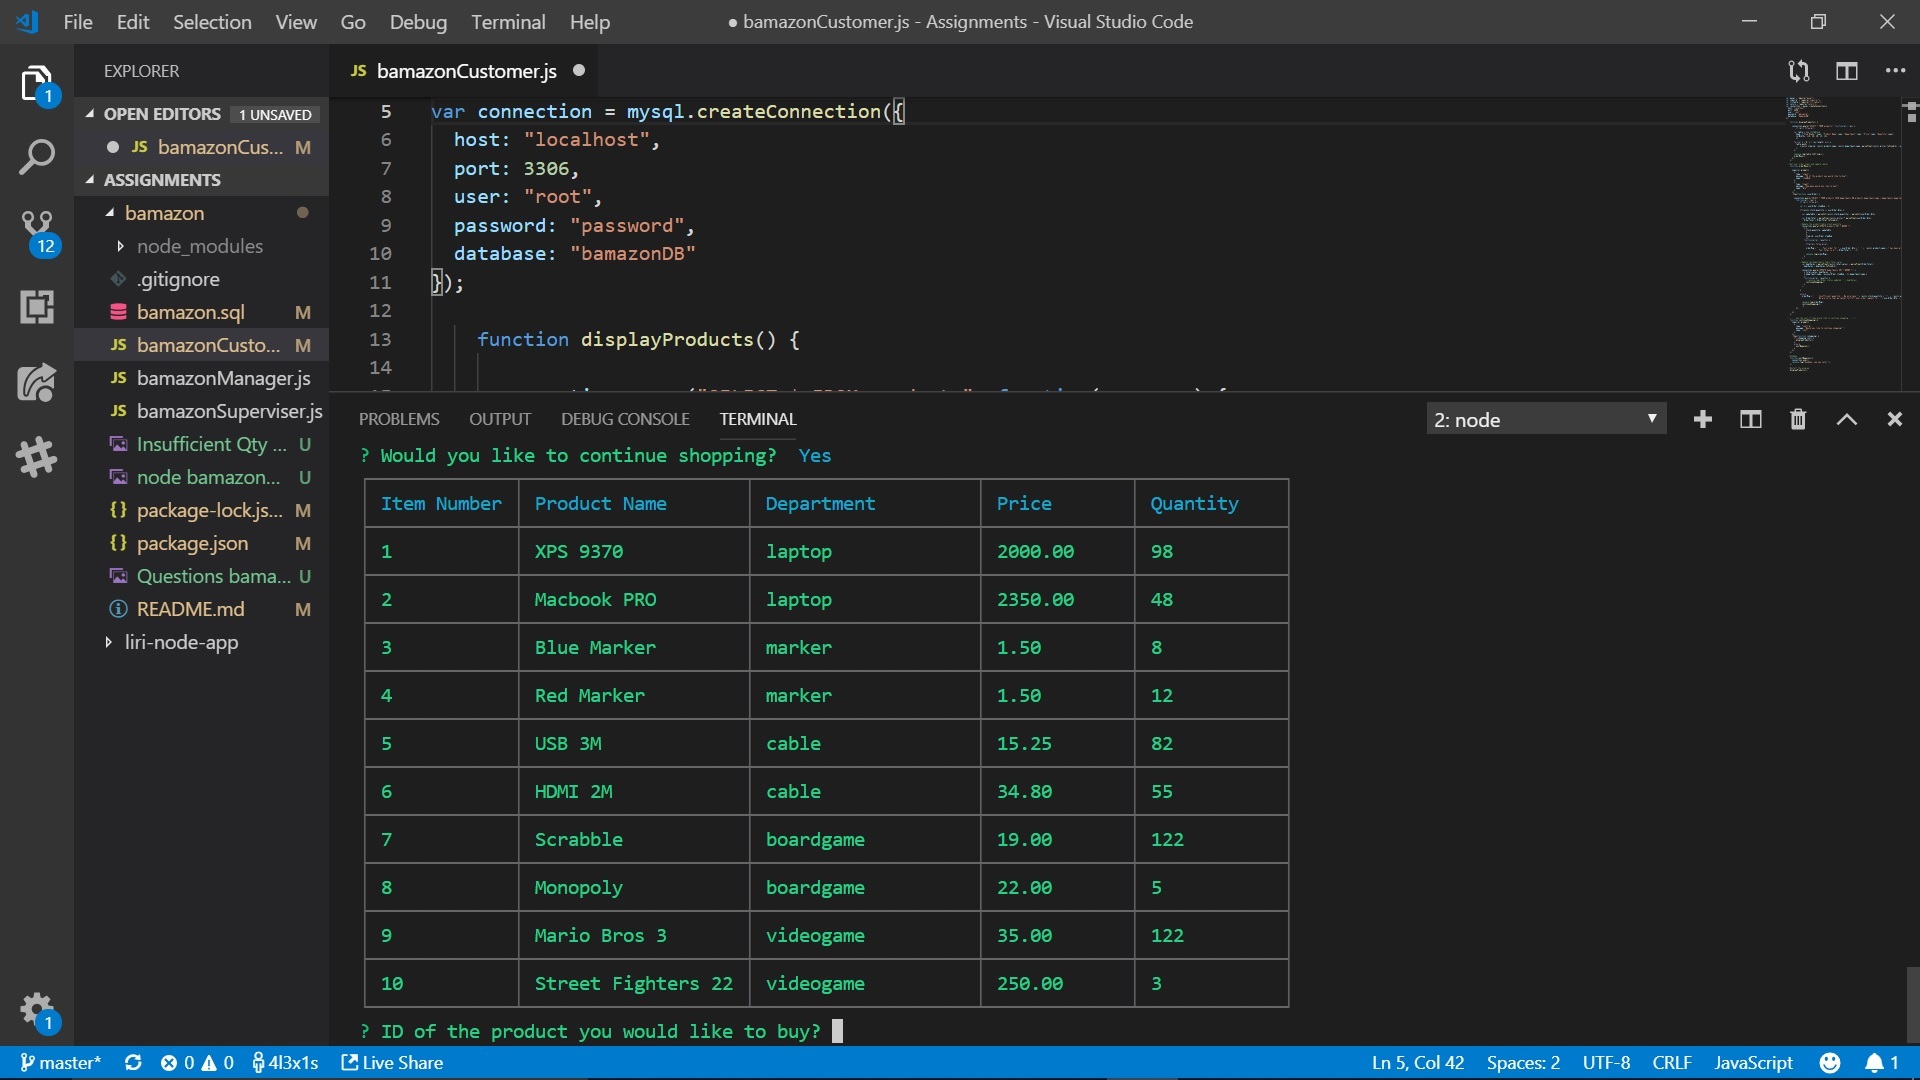 File Edit Selection View Go Debug Terminal Help
● bamazonCustomer.js - Assignments - Visual Studio Code
EXPLORER
OPEN EDITORS 1 UNSAVED
JS bamazonCus... M
ASSIGNMENTS
bamazon
node_modules
.gitignore
bamazon.sql M
JS bamazonCusto... M
JS bamazonManager.js
JS bamazonSuperviser.js
Insufficient Qty ... U
node bamazon... U
{} package-lock.js... M
{} package.json M
Questions bama... U
README.md M
liri-node-app
1
12
1
JS bamazonCustomer.js
5 var connection = mysql.createConnection({
6 host: "localhost",
7 port: 3306,
8 user: "root",
9 password: "password",
10 database: "bamazonDB"
11 });
12
13 function displayProducts() {
14
PROBLEMS OUTPUT DEBUG CONSOLE TERMINAL 2: node
? Would you like to continue shopping? Yes
Item Number Product Name Department Price Quantity
1 XPS 9370 laptop 2000.00 98
2 Macbook PRO laptop 2350.00 48
3 Blue Marker marker 1.50 8
4 Red Marker marker 1.50 12
5 USB 3M cable 15.25 82
6 HDMI 2M cable 34.80 55
7 Scrabble boardgame 19.00 122
8 Monopoly boardgame 22.00 5
9 Mario Bros 3 videogame 35.00 122
10 Street Fighters 22 videogame 250.00 3
? ID of the product you would like to buy?
master* 0 0 4l3x1s Live Share Ln 5, Col 42 Spaces: 2 UTF-8 CRLF JavaScript 1